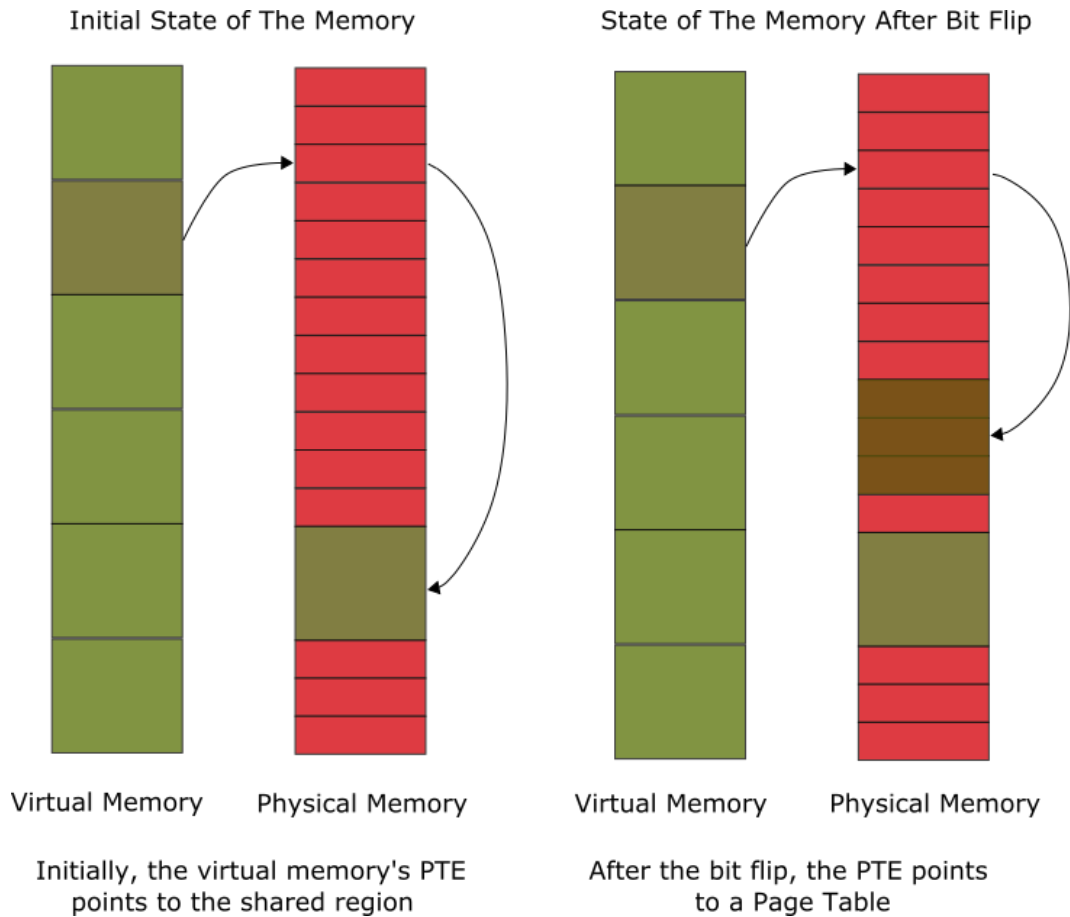 Initial State of The Memory
State of The Memory After Bit Flip
Virtual Memory
Physical Memory
Virtual Memory
Physical Memory
Initially, the virtual memory's PTE
points to the shared region
After the bit flip, the PTE points
to a Page Table